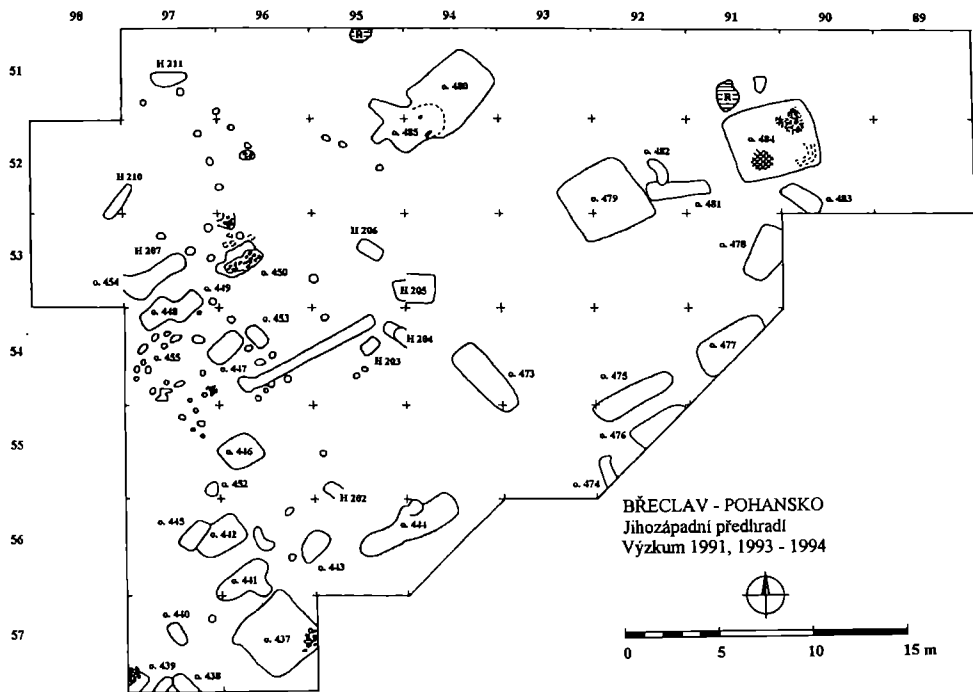 98 97 96 95 94 93 92 91 90 89
R
51
H 211
o. 480
R
o. 485
o. 484
52
o. 482
H 210
o. 479
o. 481
o. 483
H 206
53
H 207
o. 478
o. 454
o. 450
o. 449
H 205
o. 448
o. 453
H 204
54
o. 455
o. 447
H 203
o. 477
o. 473
o. 475
55
o. 446
o. 476
o. 452
o. 474
H 202
o. 445
o. 442
o. 444
56
o. 443
o. 441
o. 440
57
o. 437
o. 439
o. 438
BŘECLAV - POHANSKO
Jihozápadní předhradí
Výzkum 1991, 1993 - 1994
0 5 10 15 m